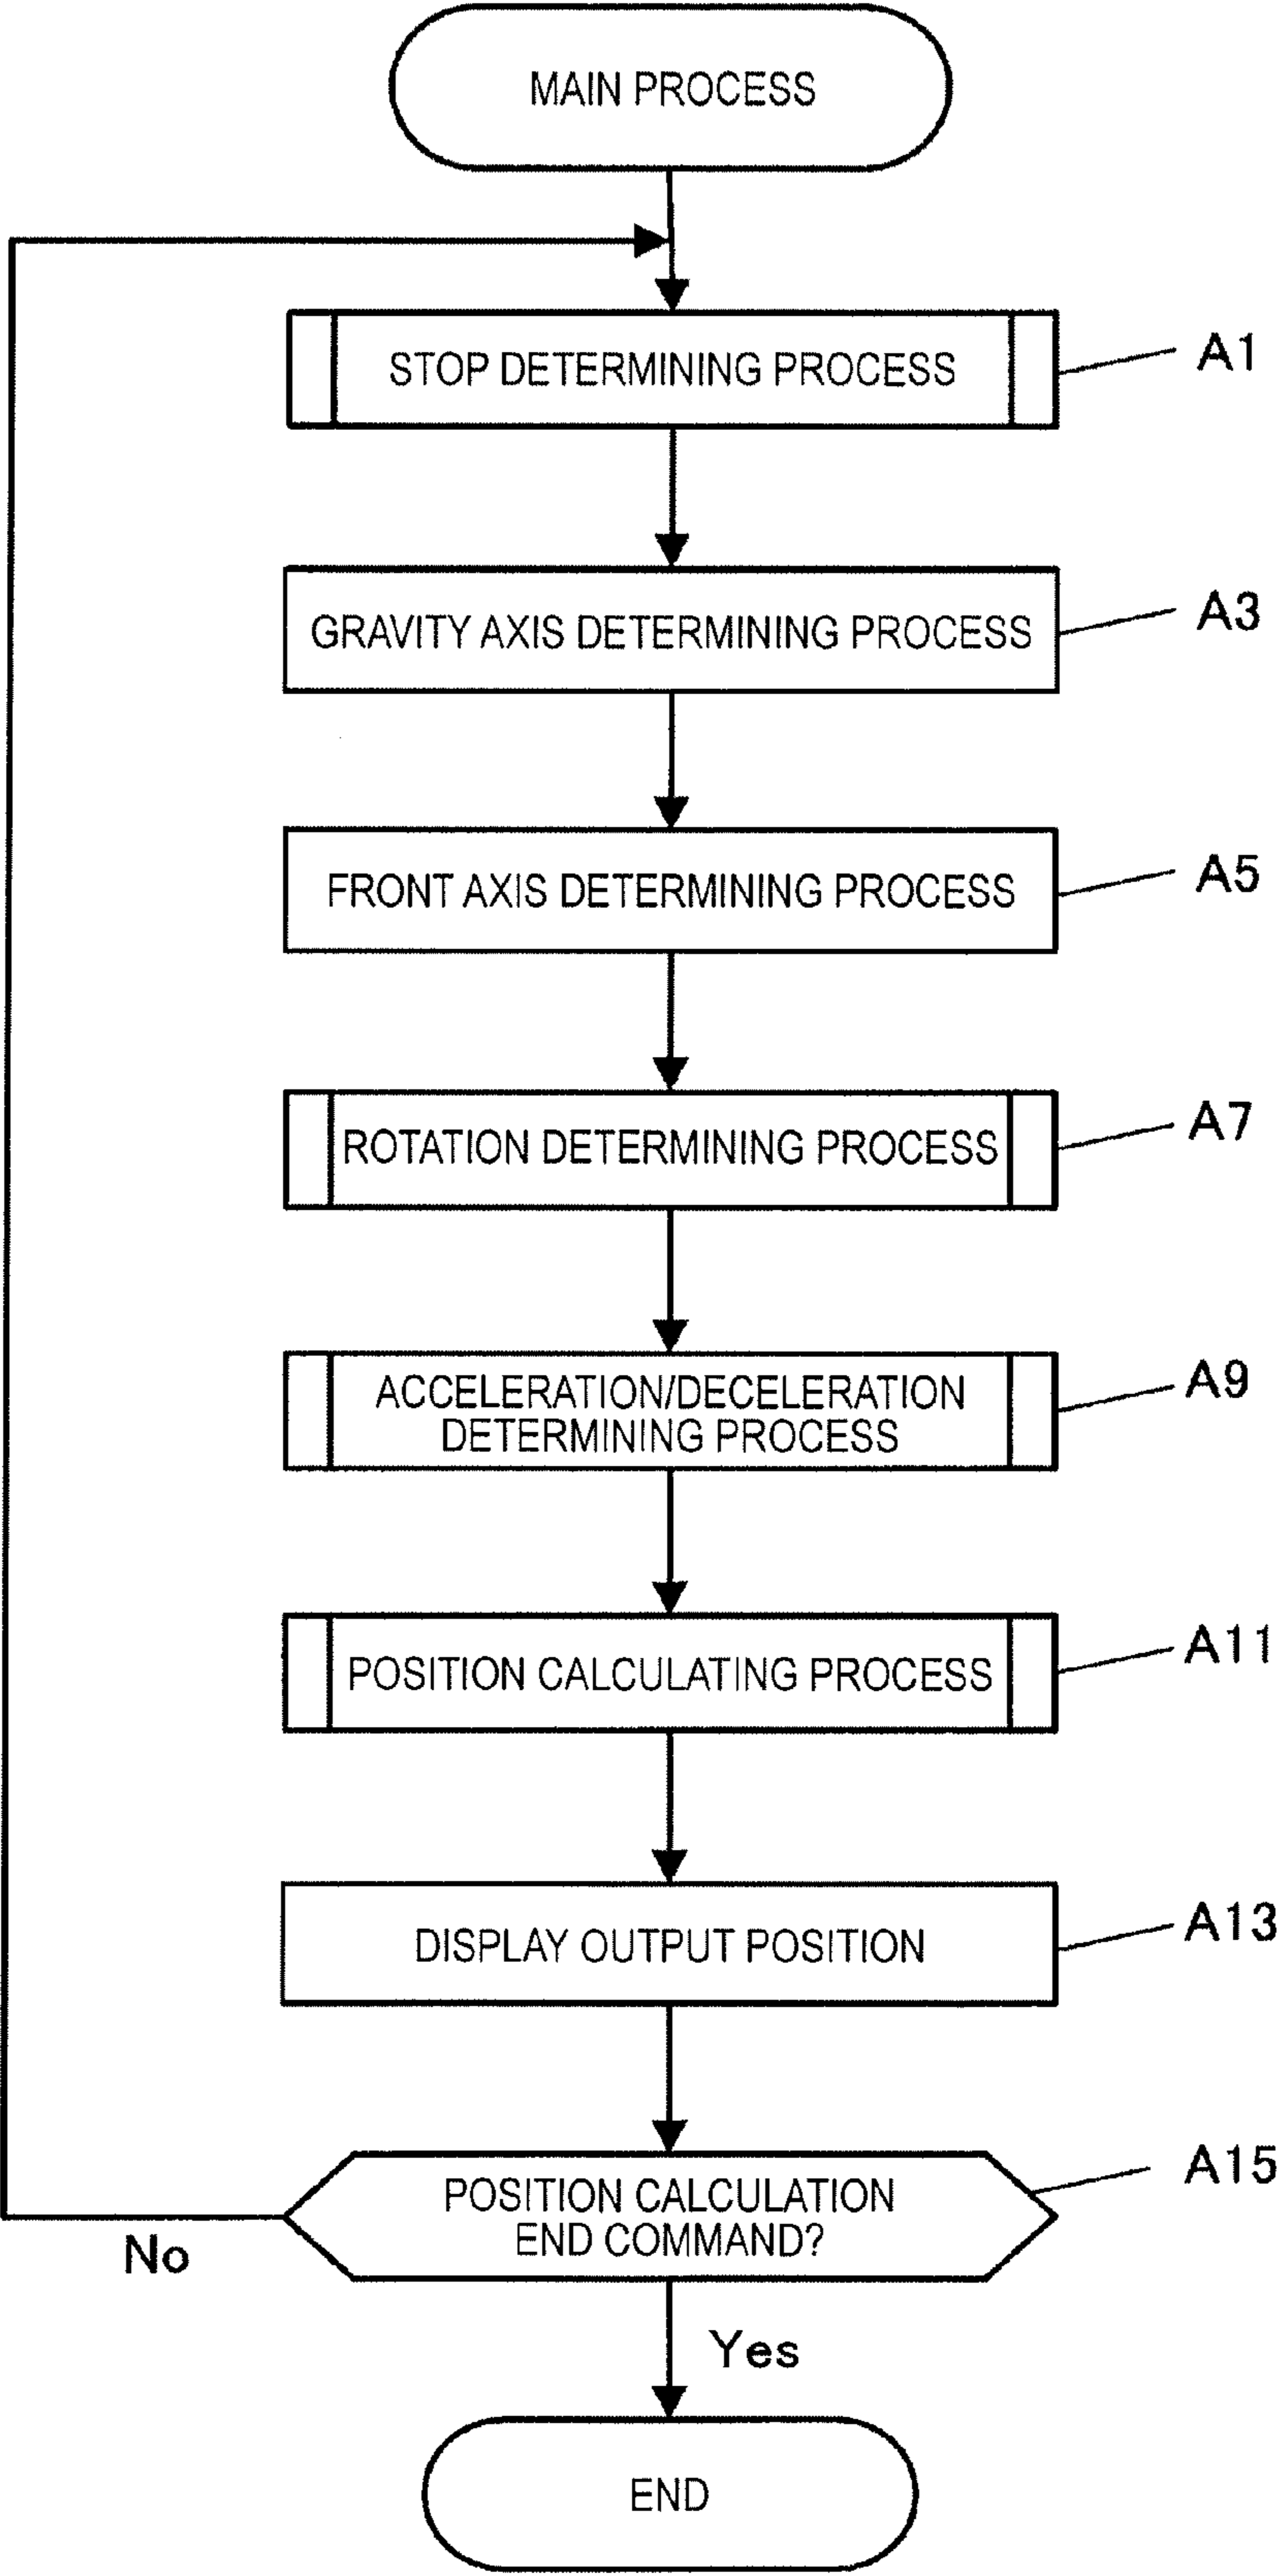 MAIN PROCESS
STOP DETERMINING PROCESS
A1
GRAVITY AXIS DETERMINING PROCESS
A3
FRONT AXIS DETERMINING PROCESS
A5
ROTATION DETERMINING PROCESS
A7
ACCELERATION/DECELERATION
DETERMINING PROCESS
A9
POSITION CALCULATING PROCESS
A11
DISPLAY OUTPUT POSITION
A13
POSITION CALCULATION
END COMMAND?
A15
No
Yes
END